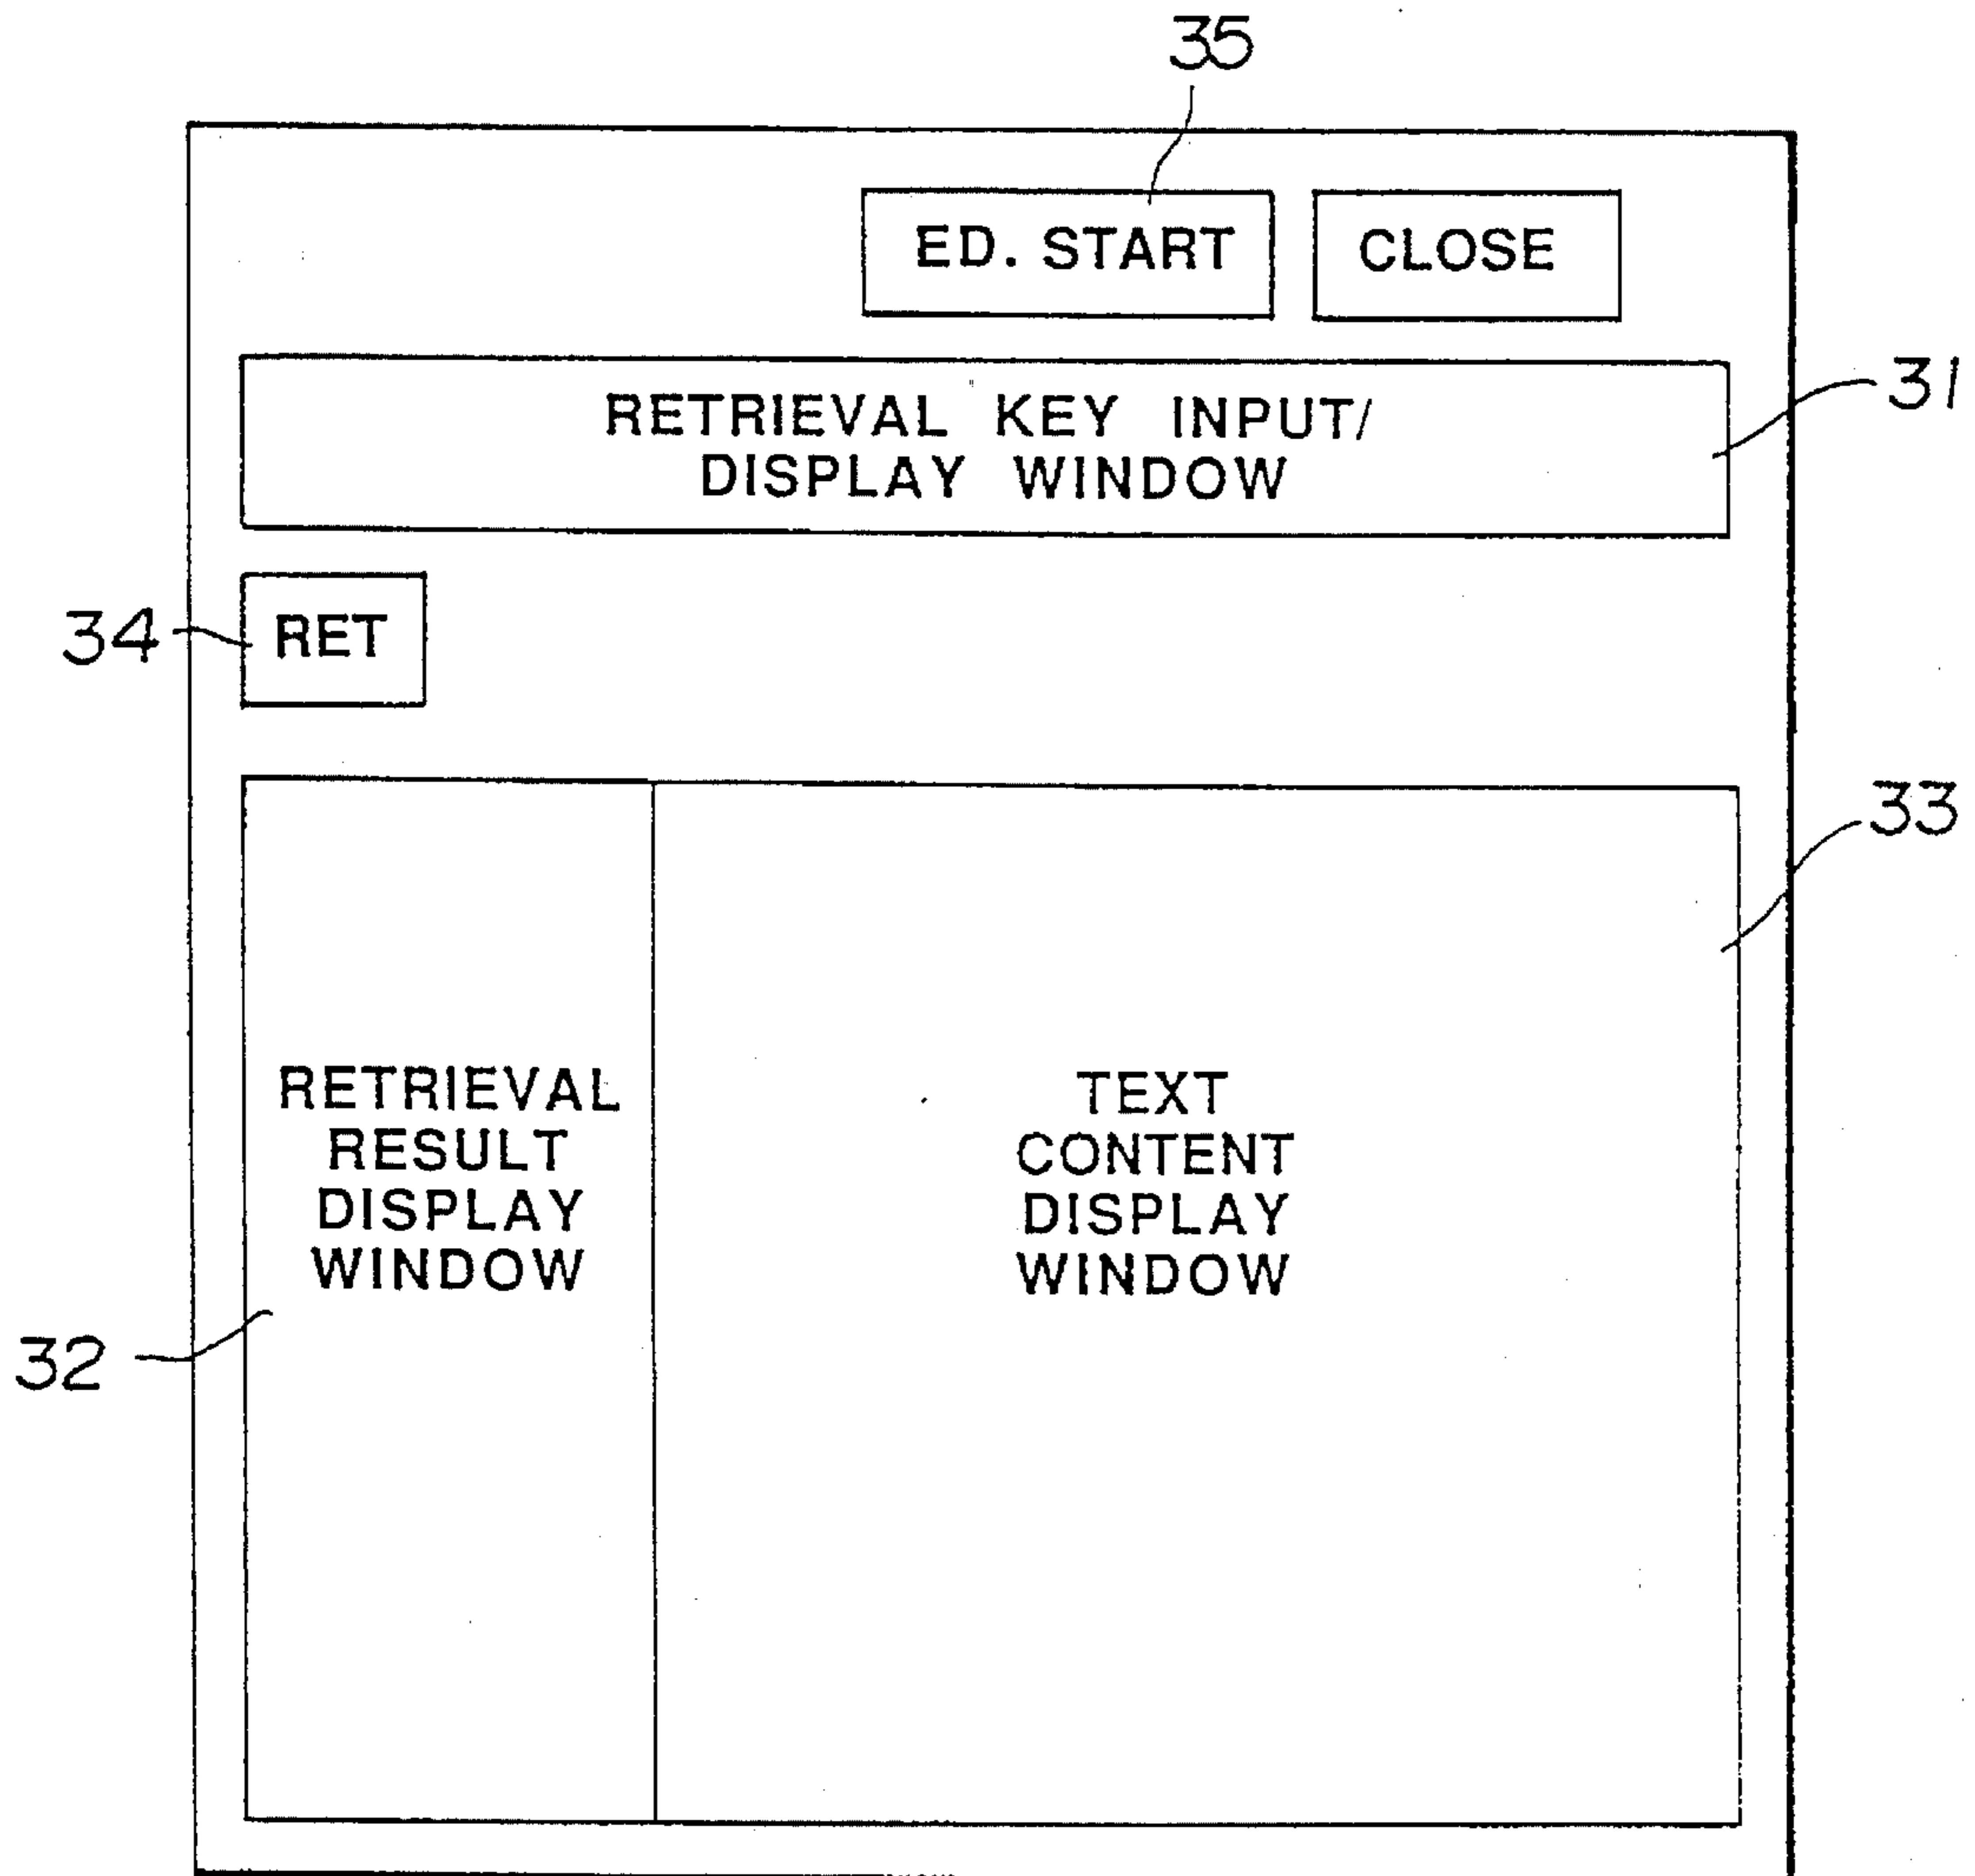 35
ED. START CLOSE
RETRIEVAL KEY INPUT/
DISPLAY WINDOW
31
34
RET
33
RETRIEVAL
RESULT
DISPLAY
WINDOW
TEXT
CONTENT
DISPLAY
WINDOW
32